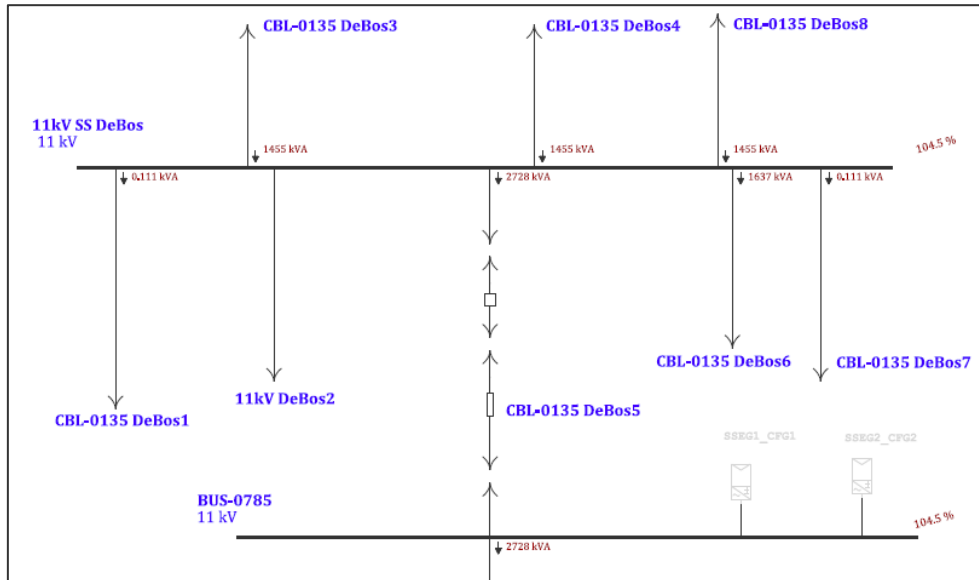 CBL-0135 DeBos3
CBL-0135 DeBos4
CBL-0135 DeBos8
11kV SS DeBos
11 kV
1455 kVA
1455 kVA
1455 kVA
104.5 %
0.111 kVA
2728 kVA
1637 kVA
0.111 kVA
CBL-0135 DeBos6
CBL-0135 DeBos7
11kV DeBos2
CBL-0135 DeBos5
CBL-0135 DeBos1
SSEG1_CFG1
SSEG2_CFG2
BUS-0785
11 kV
104.5 %
2728 kVA